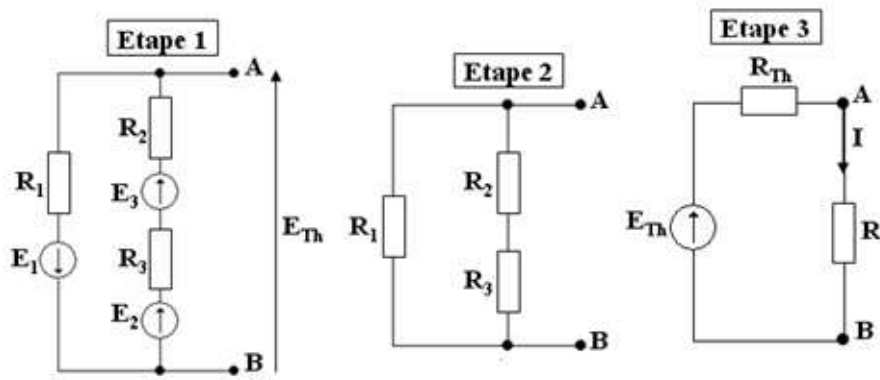 Etape 1
A
R2
R1
E3
ETh
R3
E1
E2
B
Etape 2
A
R2
R1
R3
B
Etape 3
RTh
A
I
ETh
R
B